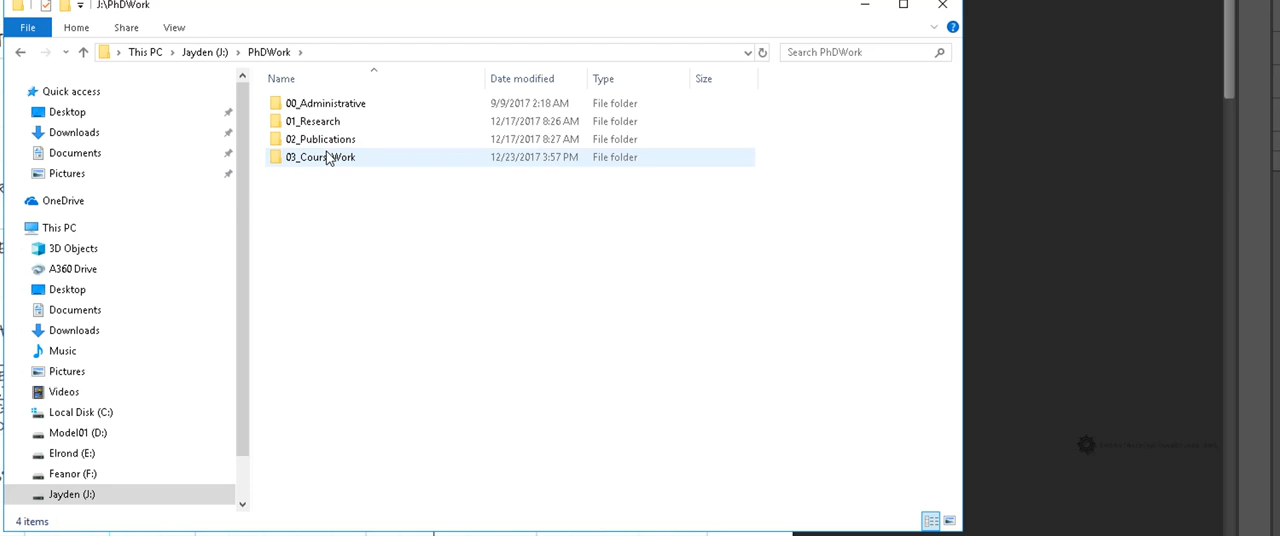 J:\PhDWork
File Home Share View
This PC > Jayden (J:) > PhDWork >
Search PhDWork
Name Date modified Type Size
00_Administrative 9/9/2017 2:18 AM File folder
01_Research 12/17/2017 8:26 AM File folder
02_Publications 12/17/2017 8:27 AM File folder
12/23/2017 3:57 PM File folder
Quick access
Desktop
Downloads
Documents
Pictures
OneDrive
This PC
3D Objects
A360 Drive
Desktop
Documents
Downloads
Music
Pictures
Videos
Local Disk (C:)
Model01 (D:)
Elrond (E:)
Feanor (F:)
Jayden (J:)
4 items